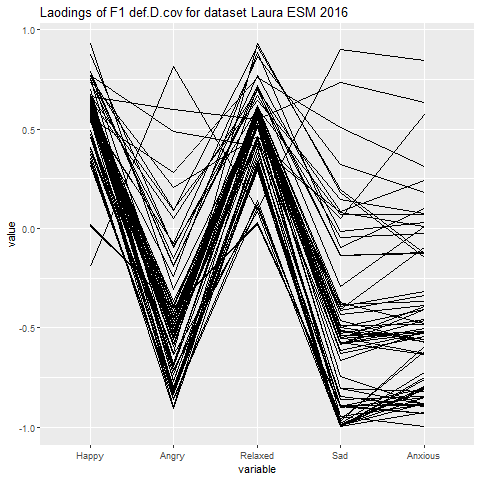 Laodings of F1 def.D.cov for dataset Laura ESM 2016
1.0
0.5
0.0
-0.5
-1.0
value
Happy Angry Relaxed Sad Anxious
variable